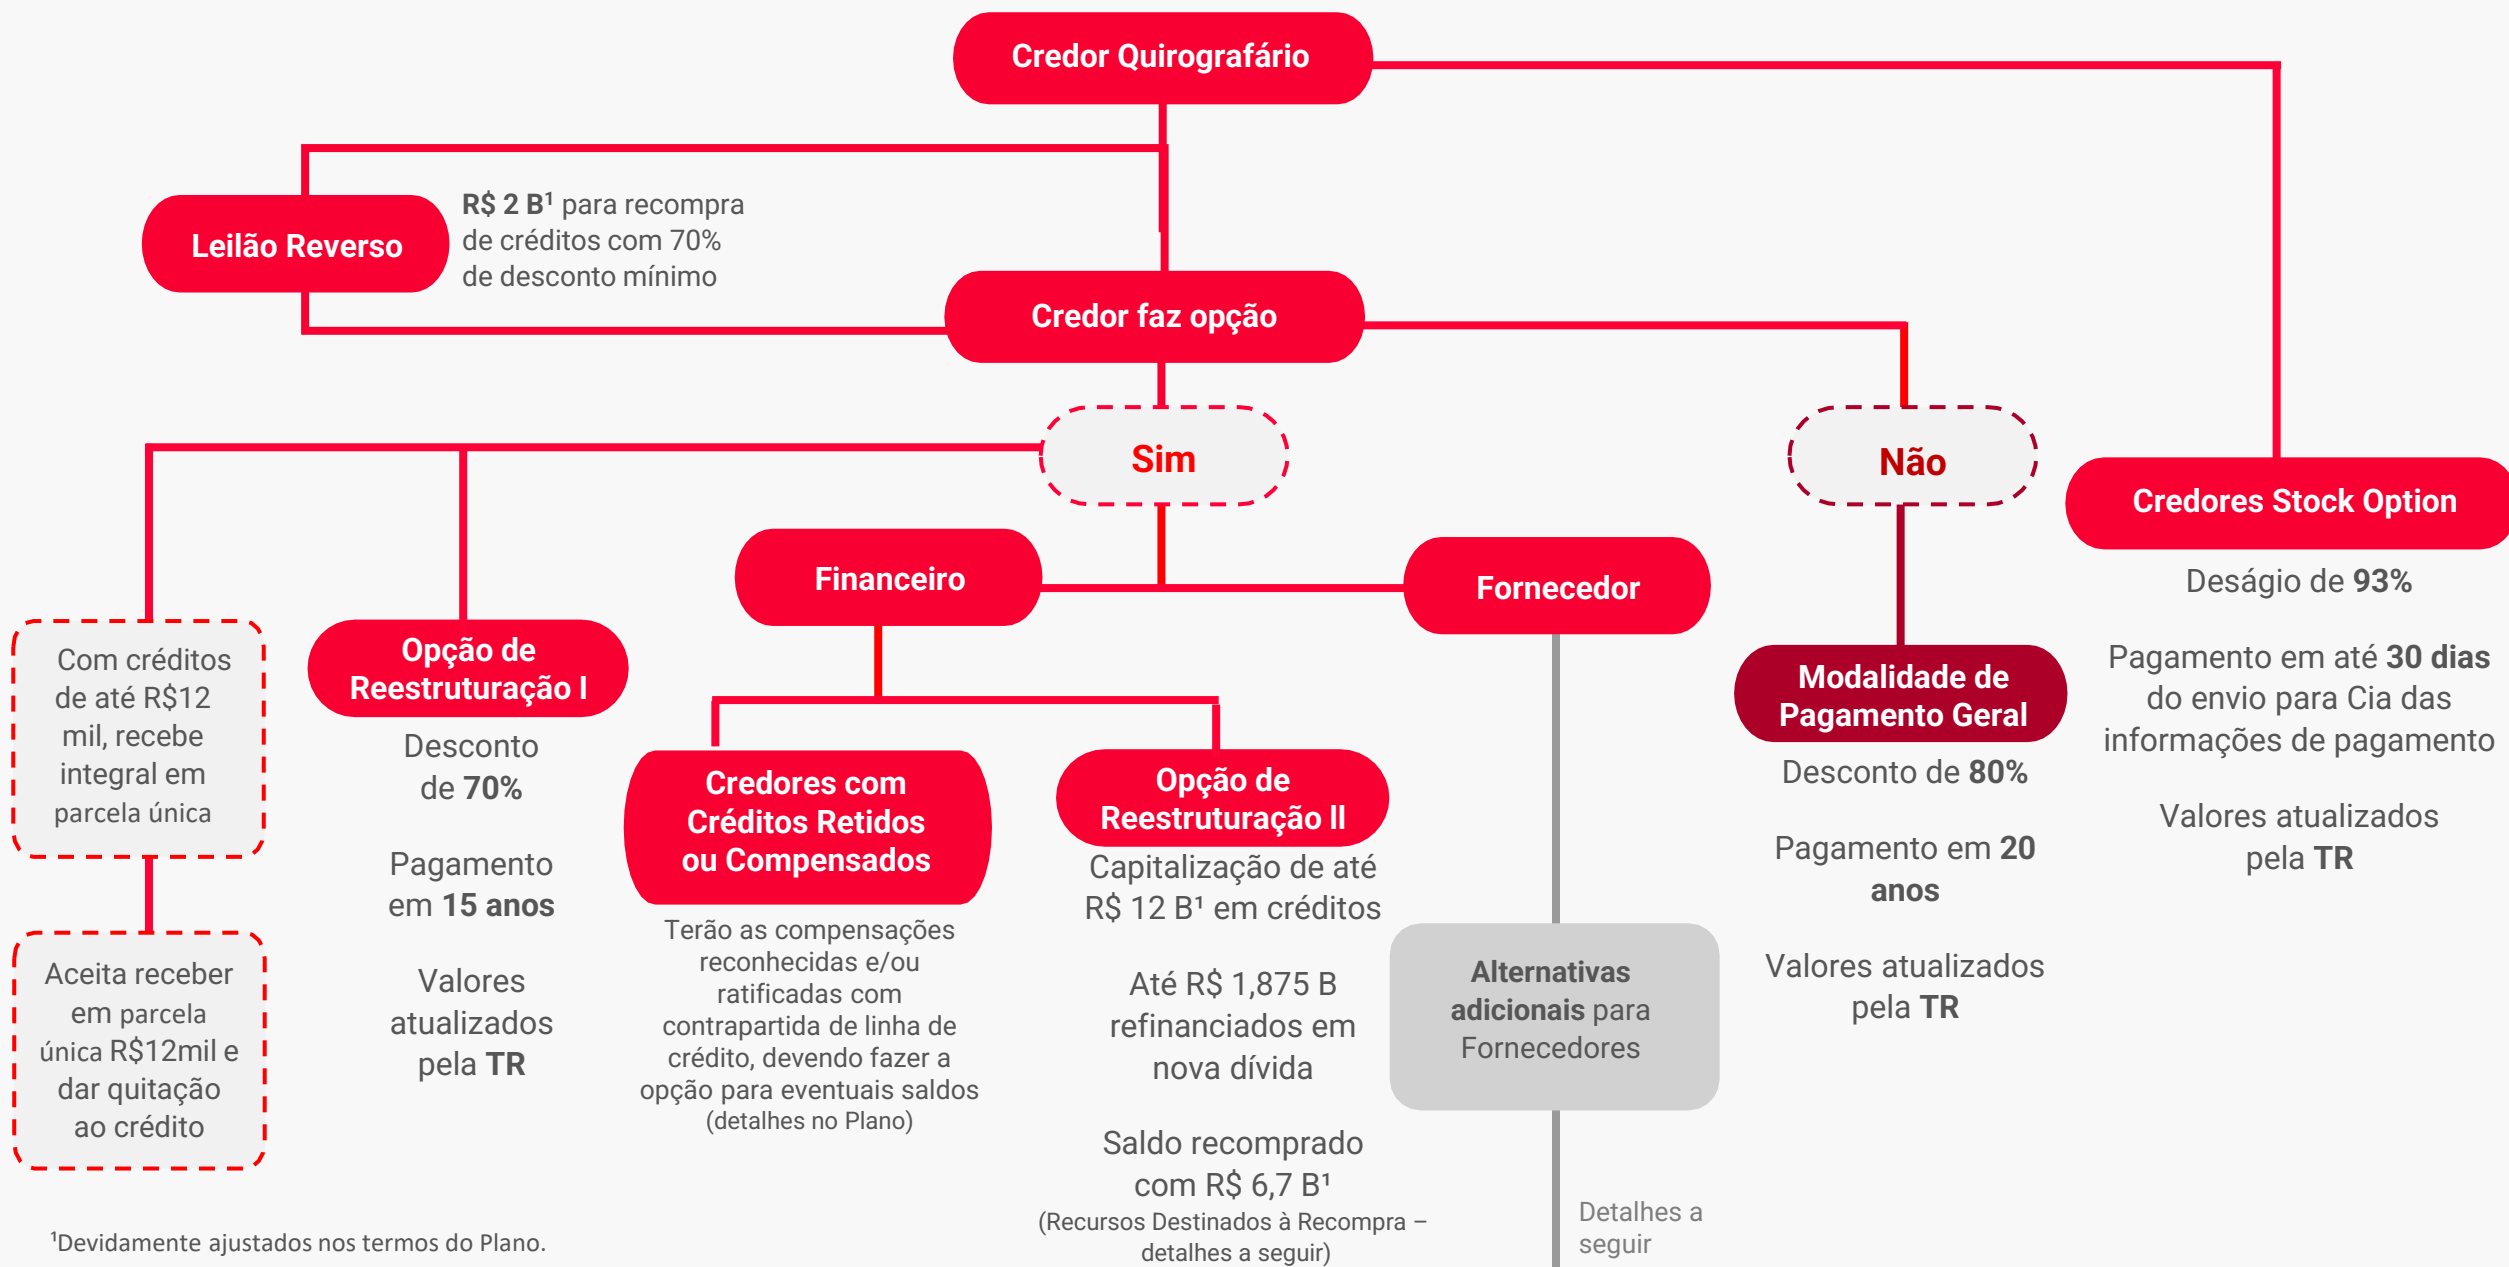 Credor Quirografário
Leilão Reverso
R$ 2 B¹ para recompra
de créditos com 70%
de desconto mínimo
Credor faz opção
Sim
Não
Credores Stock Option
Deságio de 93%
Pagamento em até 30 dias
do envio para Cia das
informações de pagamento
Valores atualizados
pela TR
Financeiro
Fornecedor
Com créditos
de até R$12
mil, recebe
integral em
parcela única
Aceita receber
em parcela
única R$12mil e
dar quitação
ao crédito
Opção de
Reestruturação I
Desconto
de 70%
Pagamento
em 15 anos
Valores
atualizados
pela TR
Credores com
Créditos Retidos
ou Compensados
Terão as compensações
reconhecidas e/ou
ratificadas com
contrapartida de linha de
crédito, devendo fazer a
opção para eventuais saldos
(detalhes no Plano)
Opção de
Reestruturação II
Capitalização de até
R$ 12 B¹ em créditos
Até R$ 1,875 B
refinanciados em
nova dívida
Saldo recomprado
com R$ 6,7 B¹
(Recursos Destinados à Recompra –
detalhes a seguir)
Alternativas
adicionais para
Fornecedores
Detalhes a
seguir
Modalidade de
Pagamento Geral
Desconto de 80%
Pagamento em 20
anos
Valores atualizados
pela TR
¹Devidamente ajustados nos termos do Plano.